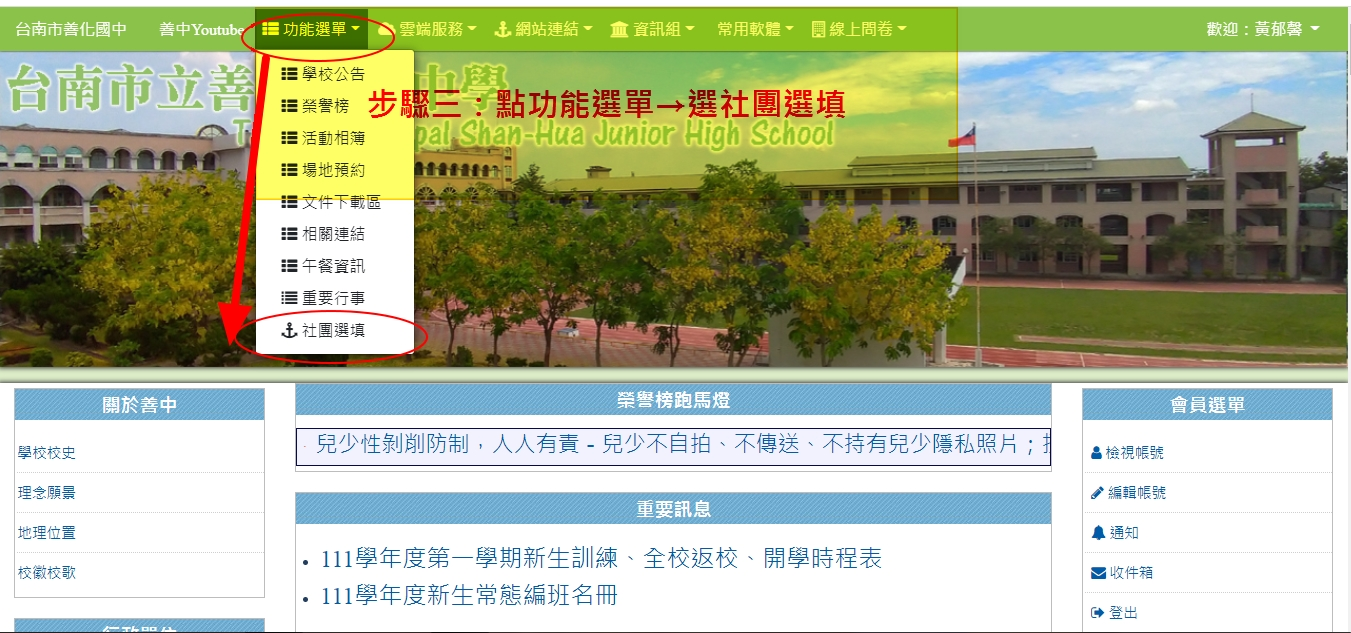 台南市善化國中 善中Youtube 功能選單 雲端服務 網站連結 資訊組 常用軟體 線上問卷 歡迎：黃郁馨
台南市立善 中學
pal Shan-Hua Junior High School
步驟三：點功能選單→選社團選填
學校公告
榮譽榜
活動相簿
場地預約
文件下載區
相關連結
午餐資訊
重要行事
社團選填
關於善中
學校校史
理念願景
地理位置
校徽校歌
行政單位
榮譽榜跑馬燈
兒少性剝削防制，人人有責 - 兒少不自拍、不傳送、不持有兒少隱私照片；
重要訊息
• 111學年度第一學期新生訓練、全校返校、開學時程表
• 111學年度新生常態編班名冊
會員選單
檢視帳號
編輯帳號
通知
收件箱
登出